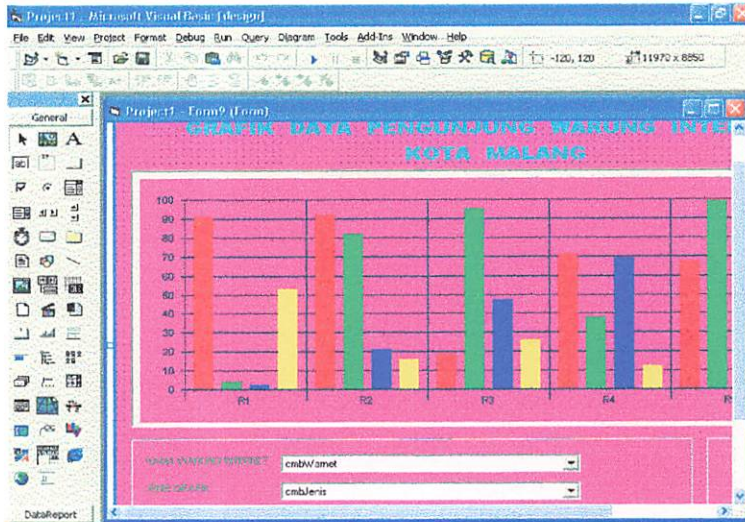 Project1 - Microsoft Visual Basic [design]
File Edit View Project Format Debug Run Query Diagram Tools Add-Ins Window Help
-120, 120
11970 x 8850
General
A
Project1 - Form9 (Form)
GRAFIK DAYA PENGUNJUNG WARUNG INTE
KOTA MALANG
100
90
80
70
60
50
40
30
20
10
0
R1 R2 R3 R4
cmbWarnet
cmbJenis
DataReport